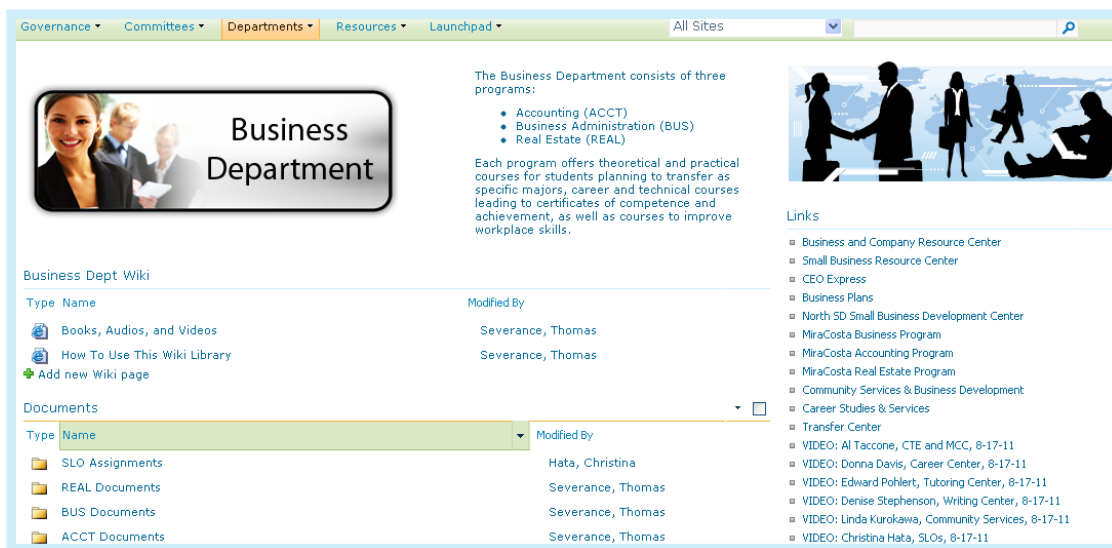 Governance Committees Departments Resources Launchpad All Sites
Business
Department
The Business Department consists of three
programs:
Accounting (ACCT)
Business Administration (BUS)
Real Estate (REAL)
Each program offers theoretical and practical
courses for students planning to transfer as
specific majors, career and technical courses
leading to certificates of competence and
achievement, as well as courses to improve
workplace skills.
Business Dept Wiki
Type Name Modified By
Books, Audios, and Videos Severance, Thomas
How To Use This Wiki Library Severance, Thomas
Add new Wiki page
Documents
Type Name Modified By
SLO Assignments Hata, Christina
REAL Documents Severance, Thomas
BUS Documents Severance, Thomas
ACCT Documents Severance, Thomas
Links
Business and Company Resource Center
Small Business Resource Center
CEO Express
Business Plans
North SD Small Business Development Center
MiraCosta Business Program
MiraCosta Accounting Program
MiraCosta Real Estate Program
Community Services & Business Development
Career Studies & Services
Transfer Center
VIDEO: Al Taccone, CTE and MCC, 8-17-11
VIDEO: Donna Davis, Career Center, 8-17-11
VIDEO: Edward Pohlert, Tutoring Center, 8-17-11
VIDEO: Denise Stephenson, Writing Center, 8-17-11
VIDEO: Linda Kurokawa, Community Services, 8-17-11
VIDEO: Christina Hata, SLOs, 8-17-11